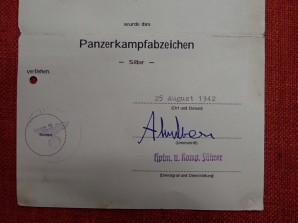 wurde das
Panzerkampfabzeichen
— Silber —
verliehen.
25 August 1942
(Ort und Datum)
(Unterschrift)
Hptm. u. Komp. Führer
(Dienstgrad und Dienststellung)